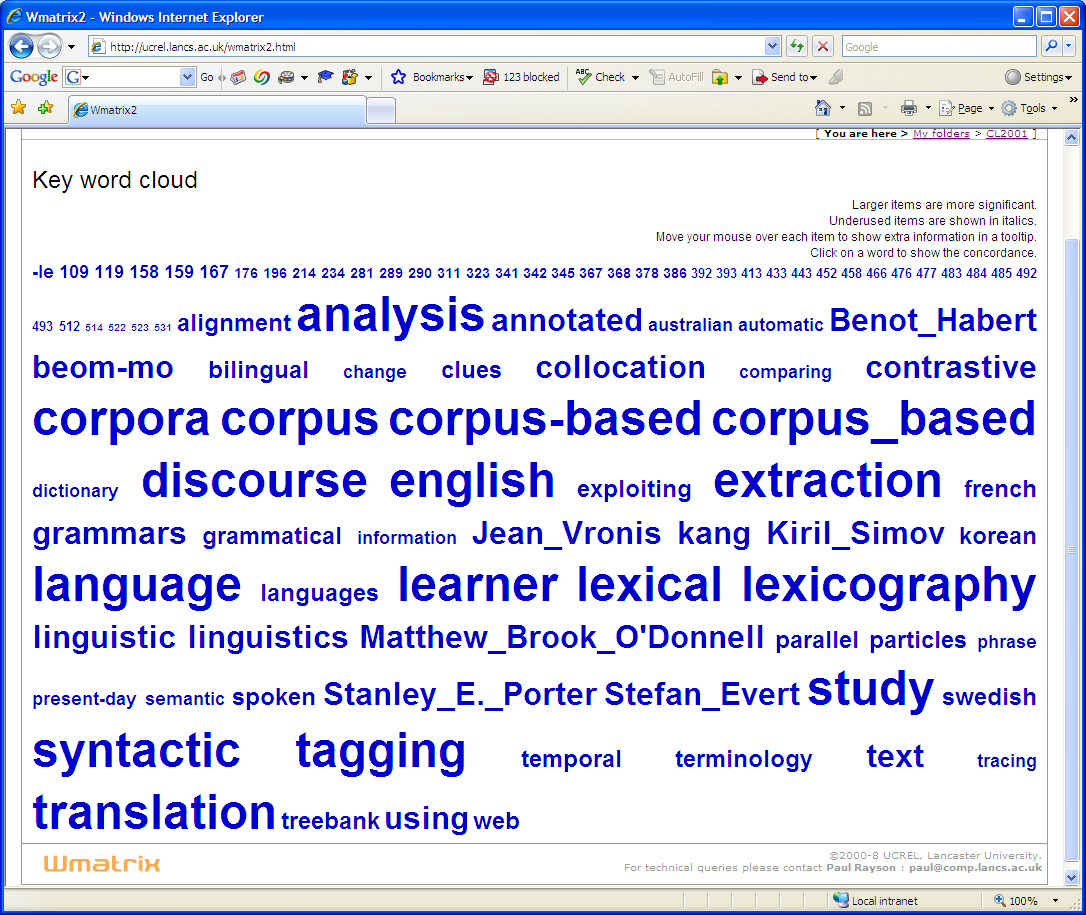 Wmatrix2 - Windows Internet Explorer
http://ucrel.lancs.ac.uk/wmatrix2.html
Google
Google G Go Bookmarks 123 blocked ABC Check AutoFill Send to Settings
Wmatrix2 Page Tools »
[ You are here > My folders > CL2001 ]
Key word cloud
Larger items are more significant.
Underused items are shown in italics.
Move your mouse over each item to show extra information in a tooltip.
Click on a word to show the concordance.
-le 109 119 158 159 167 176 196 214 234 281 289 290 311 323 341 342 345 367 368 378 386 392 393 413 433 443 452 458 466 476 477 483 484 485 492
493 512 514 522 523 531 alignment analysis annotated australian automatic Benot_Habert
beom-mo bilingual change clues collocation comparing contrastive
corpora corpus corpus-based corpus_based
dictionary discourse english exploiting extraction french
grammars grammatical information Jean_Vronis kang Kiril_Simov korean
language languages learner lexical lexicography
linguistic linguistics Matthew_Brook_O'Donnell parallel particles phrase
present-day semantic spoken Stanley_E._Porter Stefan_Evert study swedish
syntactic tagging temporal terminology text tracing
translation treebank using web
Wmatrix
©2000-8 UCREL, Lancaster University.
For technical queries please contact Paul Rayson : paul@comp.lancs.ac.uk
Local intranet 100%